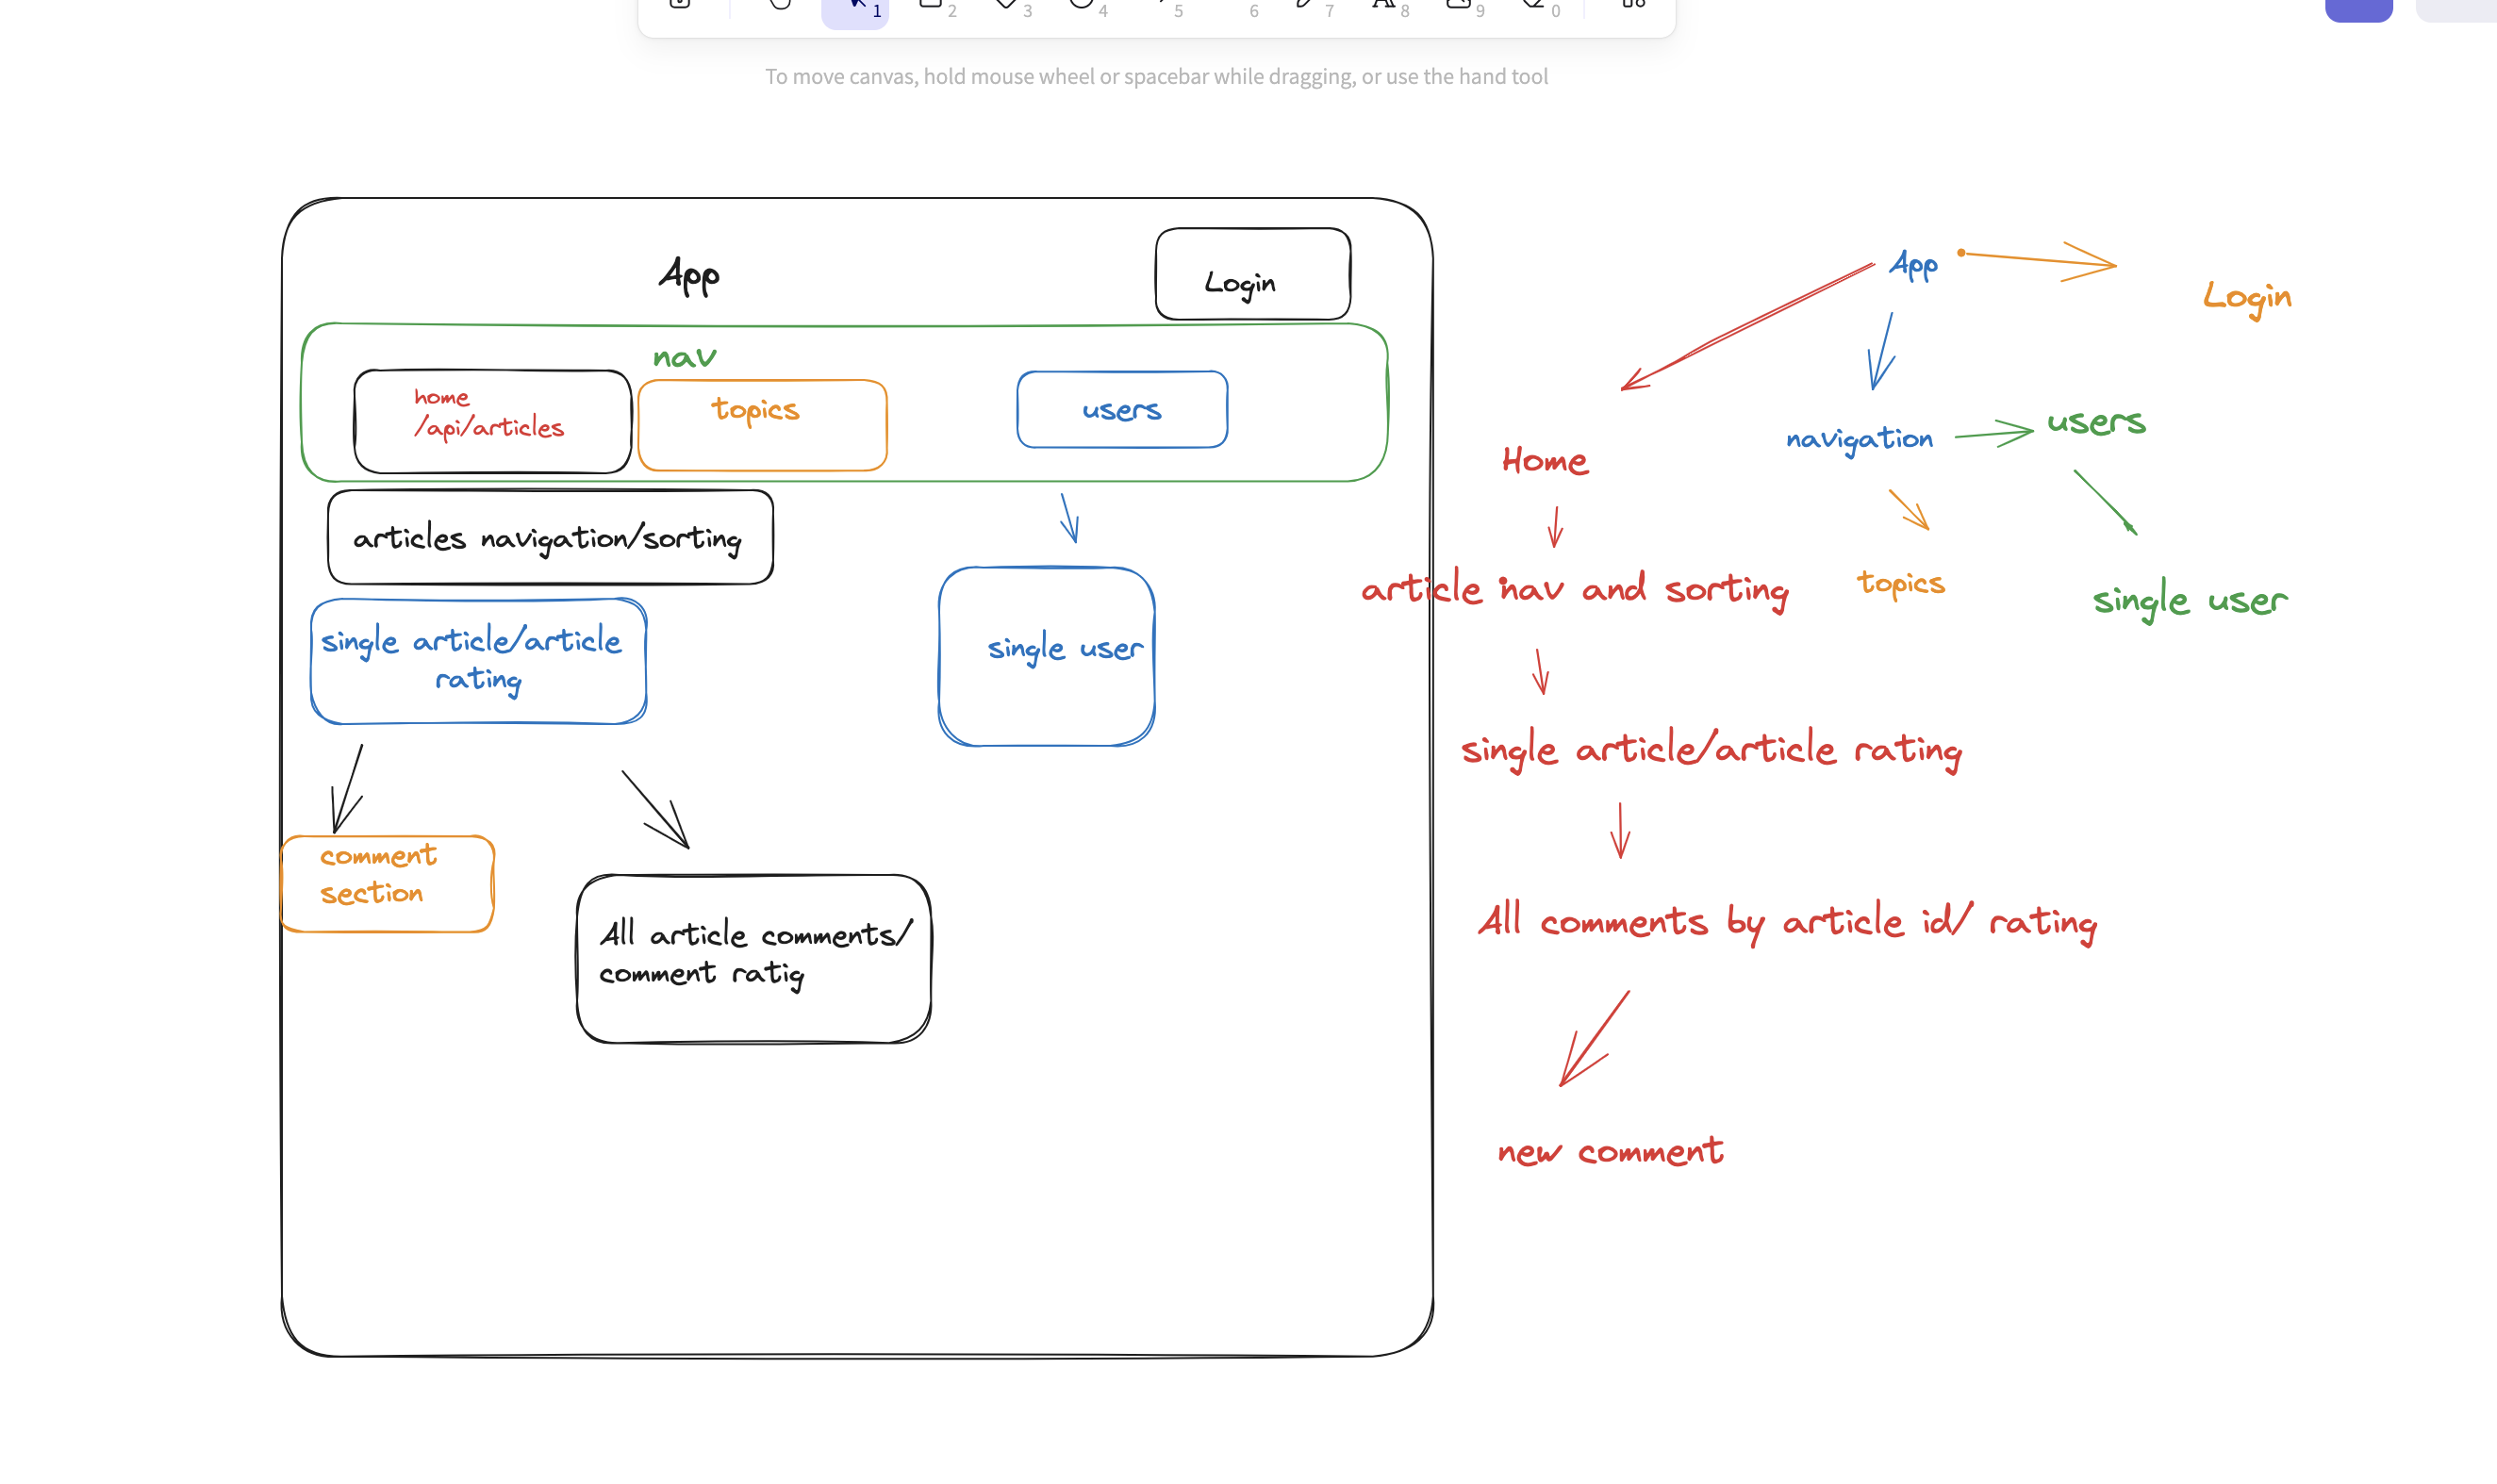 1 2 3 4 5 6 7 8 9 0
To move canvas, hold mouse wheel or spacebar while dragging, or use the hand tool
App
Login
nav
home
/api/articles
topics
users
articles navigation/sorting
single article/article
rating
single user
comment
section
All article comments/
comment ratig
App
Login
Home
navigation
users
article nav and sorting
topics
single user
single article/article rating
All comments by article id/ rating
new comment